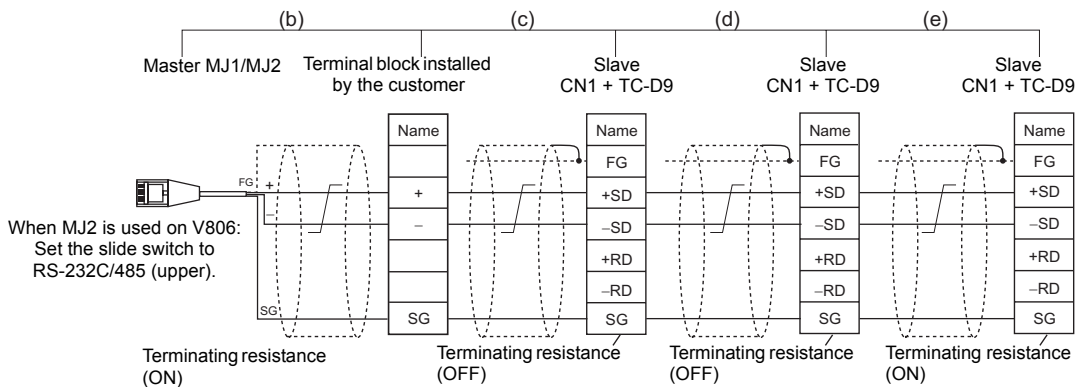 (b)
(c)
(d)
(e)
Master MJ1/MJ2
Terminal block installed
by the customer
Slave
CN1 + TC-D9
Slave
CN1 + TC-D9
Slave
CN1 + TC-D9
When MJ2 is used on V806:
Set the slide switch to
RS-232C/485 (upper).
FG
+
−
SG
Name
+
−
SG
Name
FG
+SD
−SD
+RD
−RD
SG
Name
FG
+SD
−SD
+RD
−RD
SG
Name
FG
+SD
−SD
+RD
−RD
SG
Terminating resistance
(ON)
Terminating resistance
(OFF)
Terminating resistance
(OFF)
Terminating resistance
(ON)